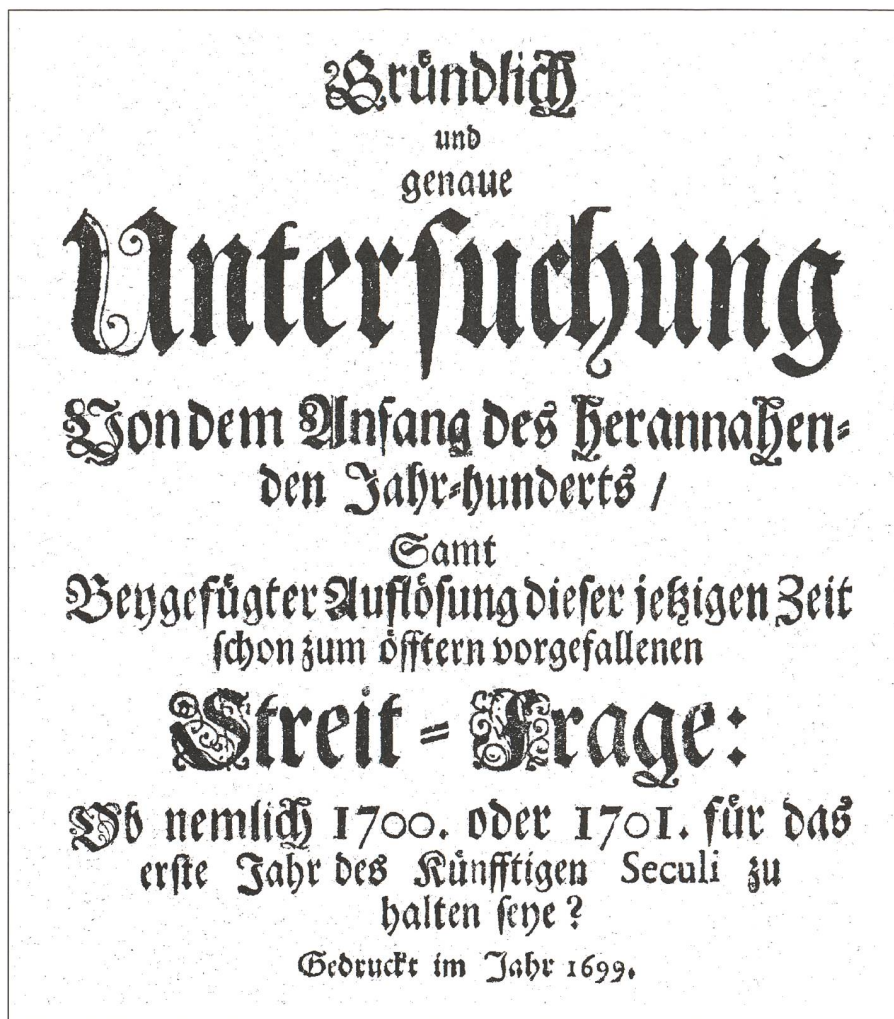 Gründlich
und
genaue
Untersuchung
Von dem Anfang des herannahen-
den Jahr-hunderts /
Samt
Beygefügter Auflösung dieser jetzigen Zeit
schon zum öfftern vorgefallenen
Streit-Frage:
Ob nemlich 1700. oder 1701. für das
erste Jahr des Künfftigen Seculi zu
halten seye?
Gedruckt im Jahr 1699.